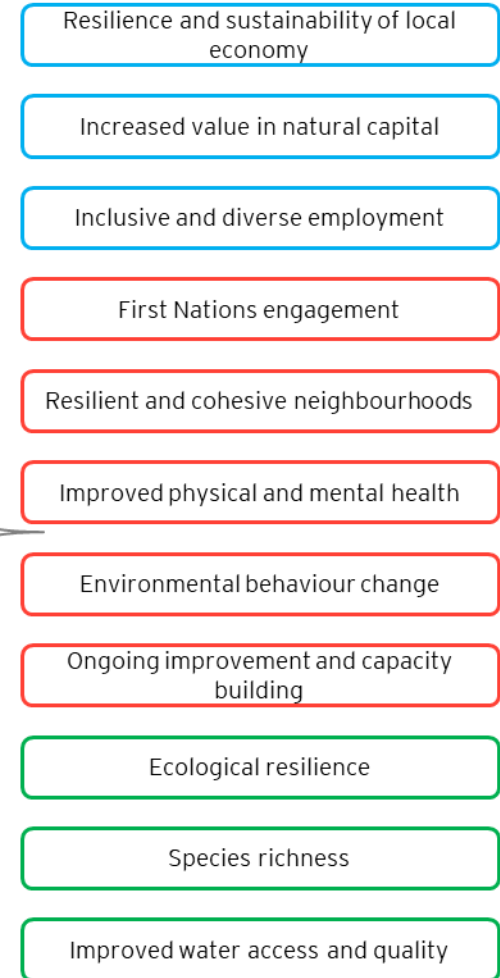 Resilience and sustainability of local
economy
Increased value in natural capital
Inclusive and diverse employment
First Nations engagement
Resilient and cohesive neighbourhoods
Improved physical and mental health
Environmental behaviour change
Ongoing improvement and capacity
building
Ecological resilience
Species richness
Improved water access and quality